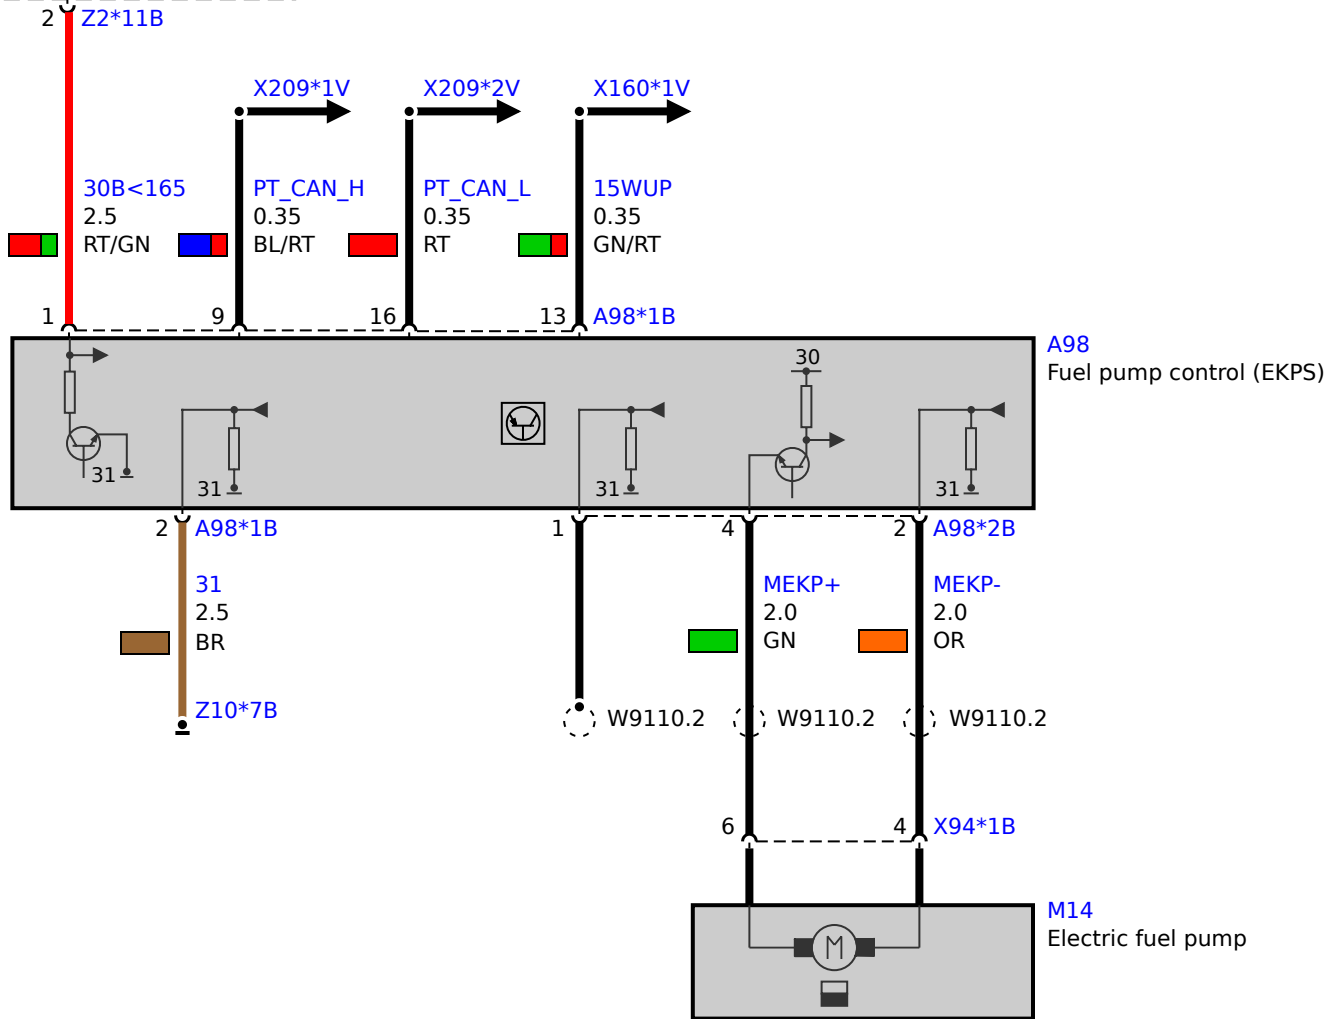 2 Z2*11B
X209*1V X209*2V X160*1V
30B<165 PT_CAN_H PT_CAN_L 15WUP
2.5 0.35 0.35 0.35
RT/GN BL/RT RT GN/RT
1 9 16 13 A98*1B
A98
Fuel pump control (EKPS)
30
31 31 31 31
2 A98*1B 1 4 2 A98*2B
31 MEKP+ MEKP-
2.5 2.0 2.0
BR GN OR
Z10*7B W9110.2 W9110.2 W9110.2
6 4 X94*1B
M14
Electric fuel pump
M